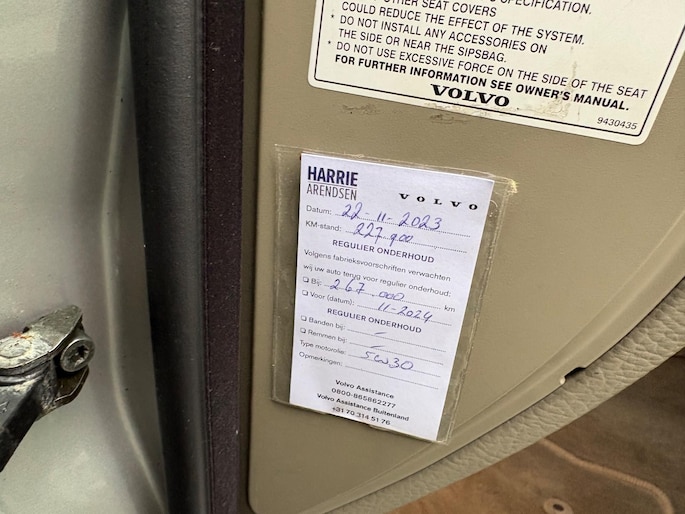 SPECIFICATION.
OTHER SEAT COVERS
COULD REDUCE THE EFFECT OF THE SYSTEM.
* DO NOT INSTALL ANY ACCESSORIES ON
THE SIDE OR NEAR THE SIPSBAG.
* DO NOT USE EXCESSIVE FORCE ON THE SIDE OF THE SEAT
FOR FURTHER INFORMATION SEE OWNER'S MANUAL.
VOLVO
9430435
HARRIE
ARENDSEN
VOLVO
Datum: 22-11-2023
KM-stand: 227.900
REGULIER ONDERHOUD
Volgens fabrieksvoorschriften verwachten
wij uw auto terug voor regulier onderhoud:
Bij: 267.000 km
Voor (datum): 11-2024
REGULIER ONDERHOUD
Banden bij: -
Remmen bij: -
Type motorolie: 5w30
Opmerkingen:
Volvo Assistance
0800-865862277
Volvo Assistance Buitenland
+31 70 314 51 76